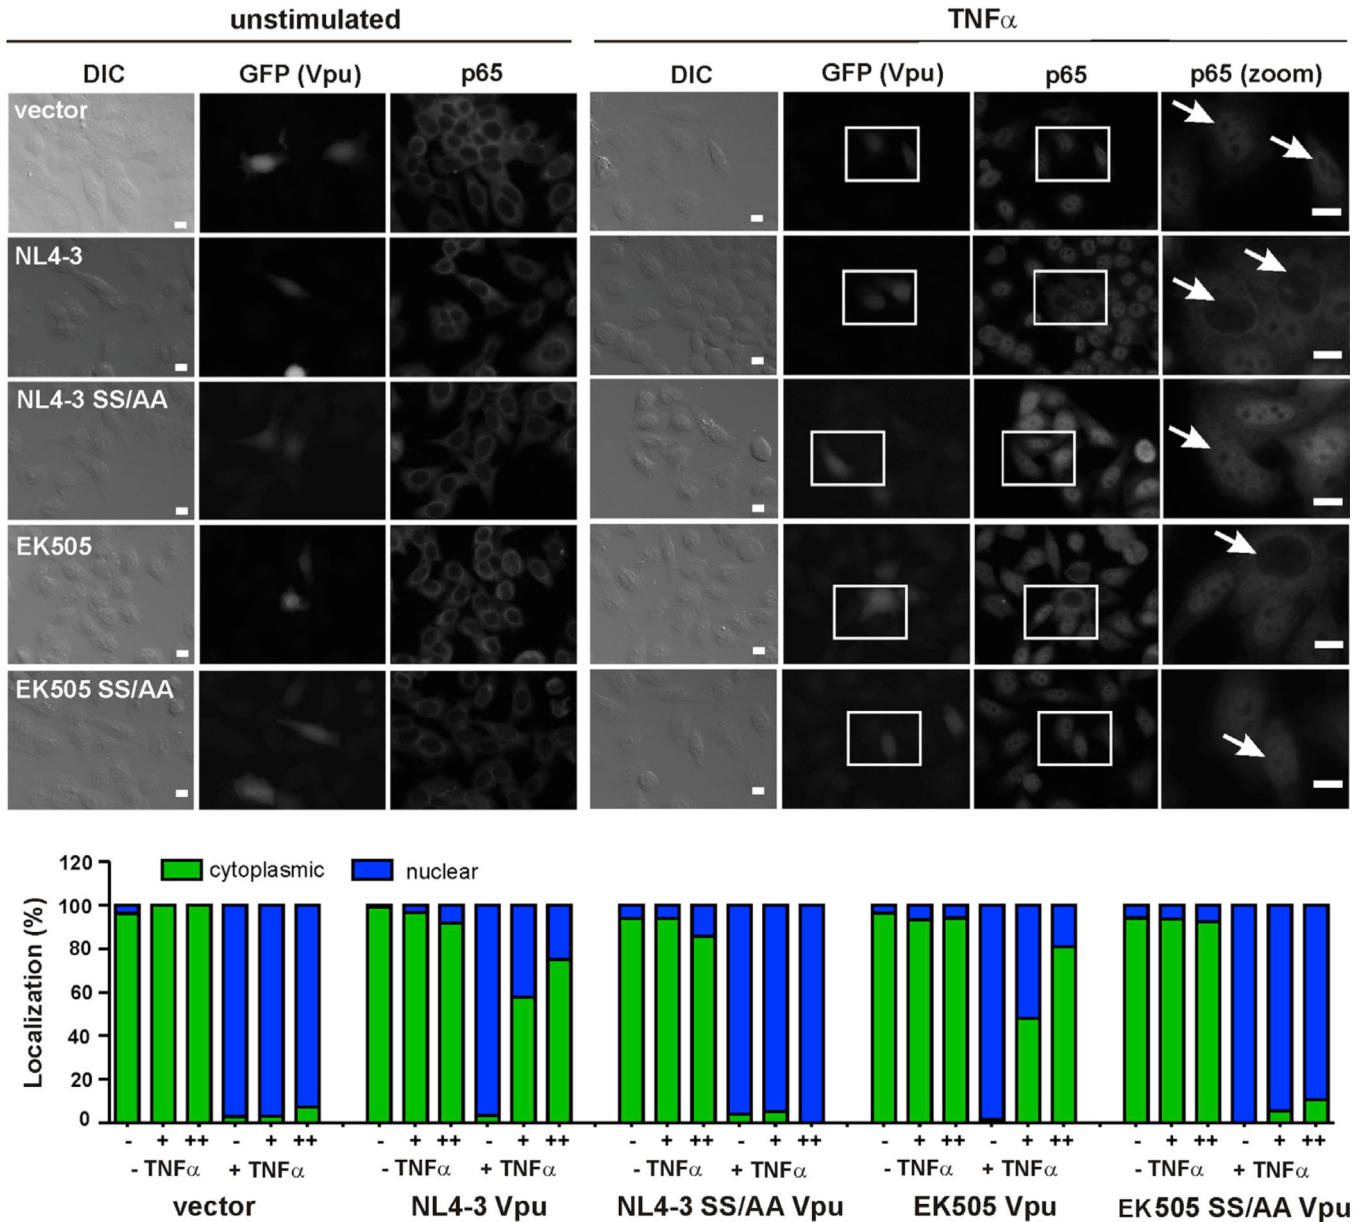 unstimulated TNFα
DIC GFP (Vpu) p65 DIC GFP (Vpu) p65 p65 (zoom)
vector
NL4-3
NL4-3 SS/AA
EK505
EK505 SS/AA
120 cytoplasmic nuclear
100
80
60
40
20
0
Localization (%)
- + ++ - + ++ - + ++ - + ++ - + ++ - + ++ - + ++ - + ++ - + ++ - + ++
- TNFα + TNFα - TNFα + TNFα - TNFα + TNFα - TNFα + TNFα - TNFα + TNFα
vector NL4-3 Vpu NL4-3 SS/AA Vpu EK505 Vpu EK505 SS/AA Vpu